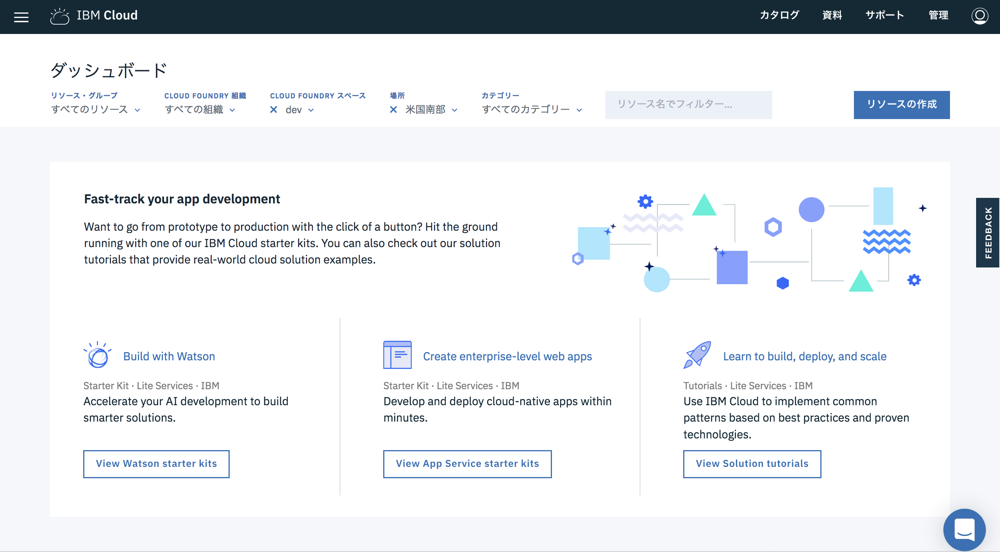 IBM Cloud
カタログ 資料 サポート 管理
ダッシュボード
リソース・グループ CLOUD FOUNDRY 組織 CLOUD FOUNDRY スペース 場所 カテゴリー
すべてのリソース すべての組織 dev 米国南部 すべてのカテゴリー リソース名でフィルター... リソースの作成
Fast-track your app development
Want to go from prototype to production with the click of a button? Hit the ground
running with one of our IBM Cloud starter kits. You can also check out our solution
tutorials that provide real-world cloud solution examples.
FEEDBACK
Build with Watson
Starter Kit · Lite Services · IBM
Accelerate your AI development to build
smarter solutions.
View Watson starter kits
Create enterprise-level web apps
Starter Kit · Lite Services · IBM
Develop and deploy cloud-native apps within
minutes.
View App Service starter kits
Learn to build, deploy, and scale
Tutorials · Lite Services · IBM
Use IBM Cloud to implement common
patterns based on best practices and proven
technologies.
View Solution tutorials